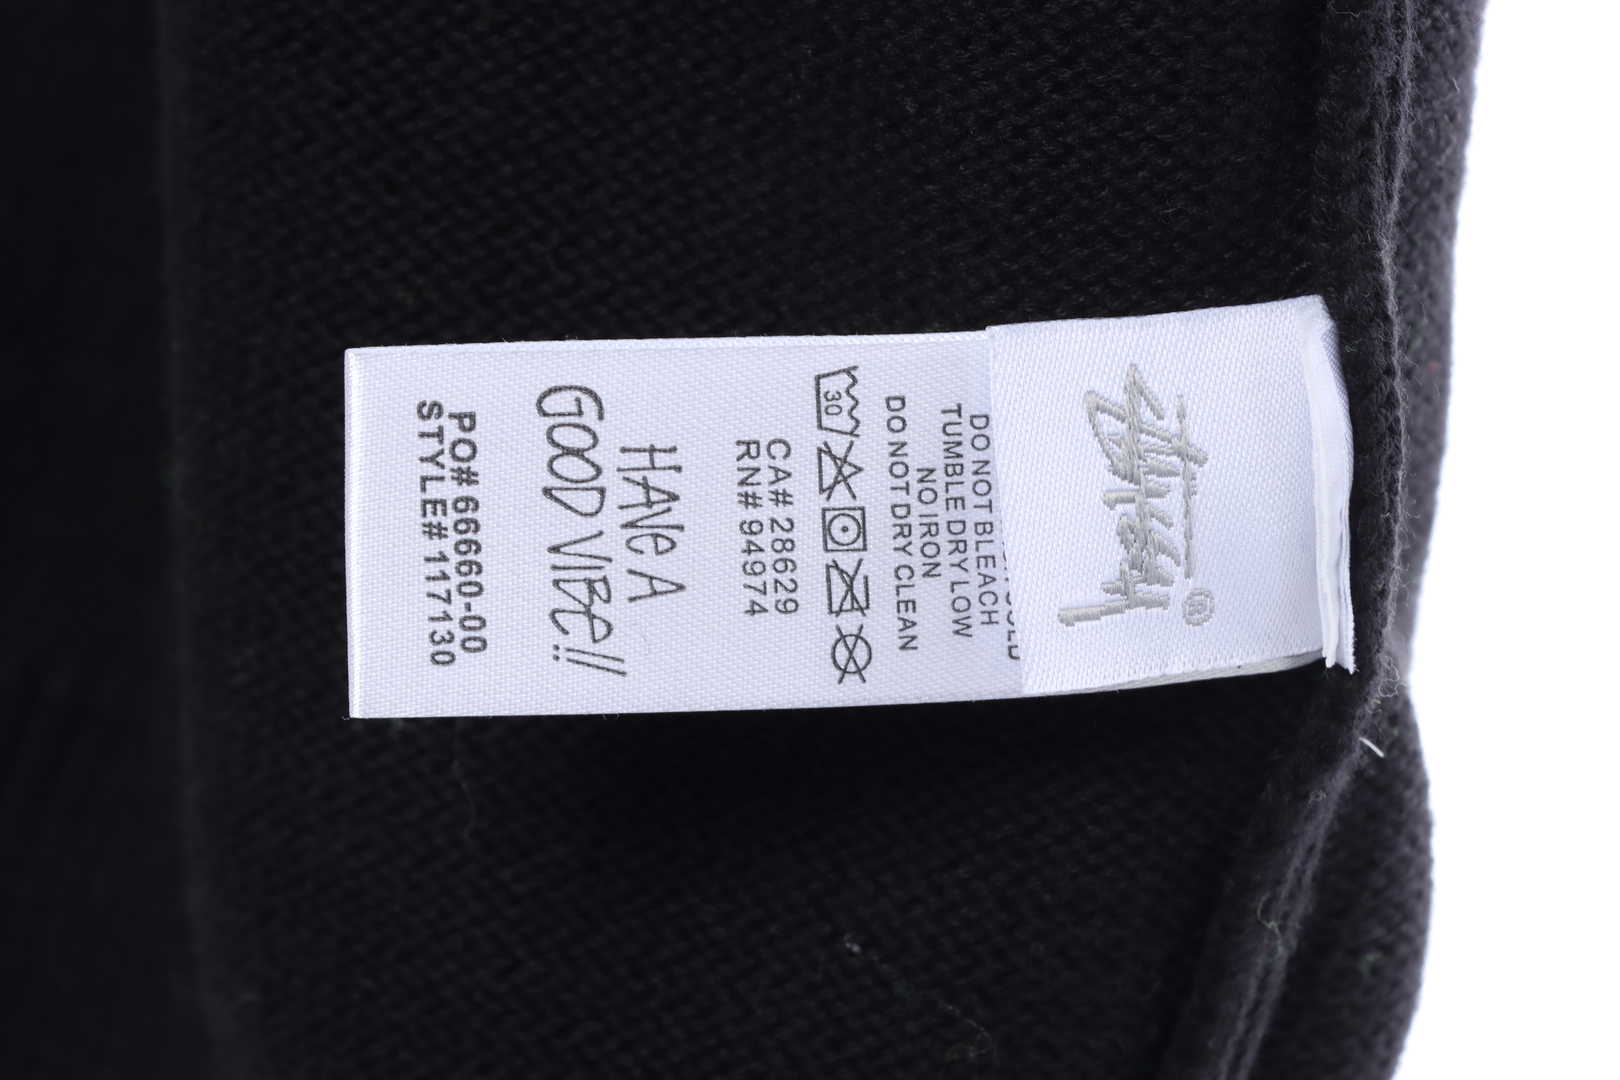 Stüssy ®
DO NOT BLEACH
TUMBLE DRY LOW
NO IRON
DO NOT DRY CLEAN
30
CA# 28629
RN# 94974
HAVE A
GOOD VIBE!!
PO# 66660-00
STYLE# 117130